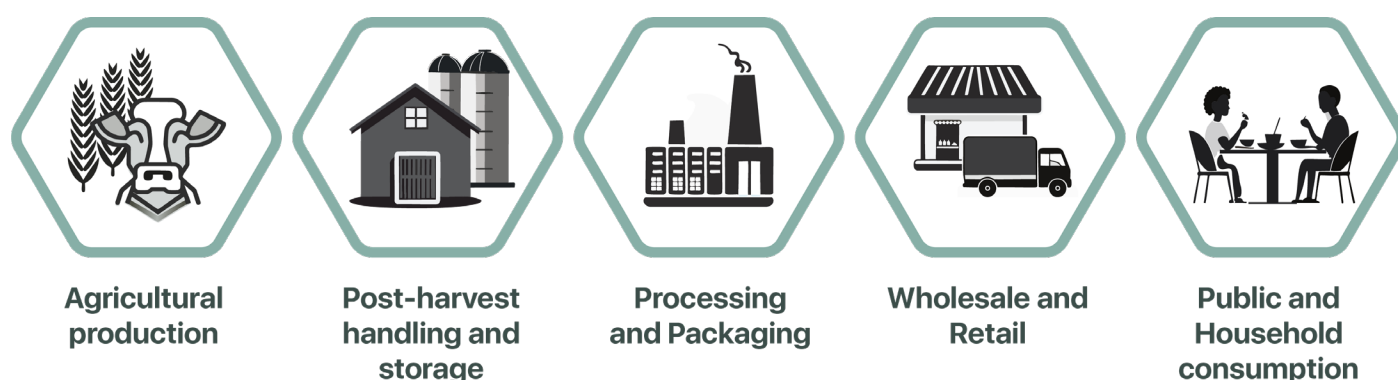 Agricultural
production
Post-harvest
handling and
storage
Processing
and Packaging
Wholesale and
Retail
Public and
Household
consumption